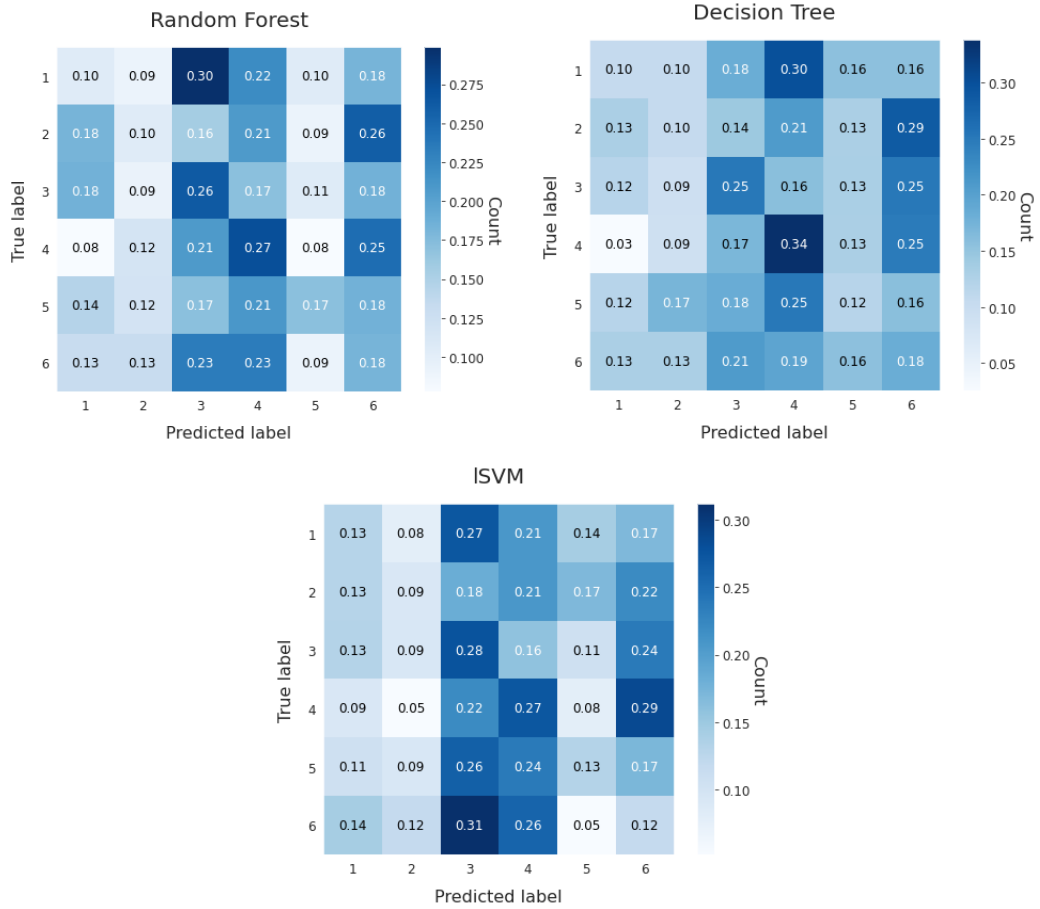 Random Forest
1 0.10 0.09 0.30 0.22 0.10 0.18
2 0.18 0.10 0.16 0.21 0.09 0.26
3 0.18 0.09 0.26 0.17 0.11 0.18
4 0.08 0.12 0.21 0.27 0.08 0.25
5 0.14 0.12 0.17 0.21 0.17 0.18
6 0.13 0.13 0.23 0.23 0.09 0.18
1 2 3 4 5 6
Predicted label
True label
0.275
0.250
0.225
0.200
0.175
0.150
0.125
0.100
Count
Decision Tree
1 0.10 0.10 0.18 0.30 0.16 0.16
2 0.13 0.10 0.14 0.21 0.13 0.29
3 0.12 0.09 0.25 0.16 0.13 0.25
4 0.03 0.09 0.17 0.34 0.13 0.25
5 0.12 0.17 0.18 0.25 0.12 0.16
6 0.13 0.13 0.21 0.19 0.16 0.18
1 2 3 4 5 6
Predicted label
True label
0.30
0.25
0.20
0.15
0.10
0.05
Count
lSVM
1 0.13 0.08 0.27 0.21 0.14 0.17
2 0.13 0.09 0.18 0.21 0.17 0.22
3 0.13 0.09 0.28 0.16 0.11 0.24
4 0.09 0.05 0.22 0.27 0.08 0.29
5 0.11 0.09 0.26 0.24 0.13 0.17
6 0.14 0.12 0.31 0.26 0.05 0.12
1 2 3 4 5 6
Predicted label
True label
0.30
0.25
0.20
0.15
0.10
Count